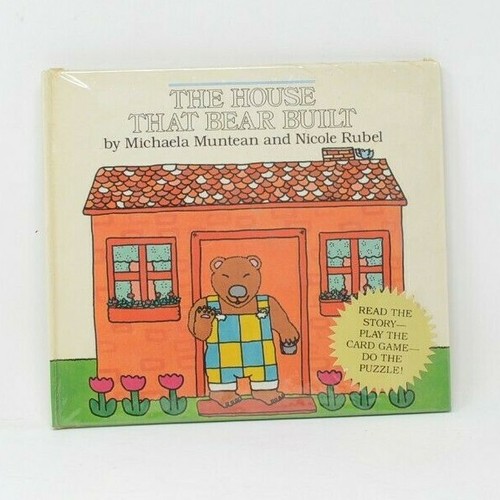 THE HOUSE
THAT BEAR BUILT
by Michaela Muntean and Nicole Rubel
READ THE
STORY—
PLAY THE
CARD GAME—
DO THE
PUZZLE!